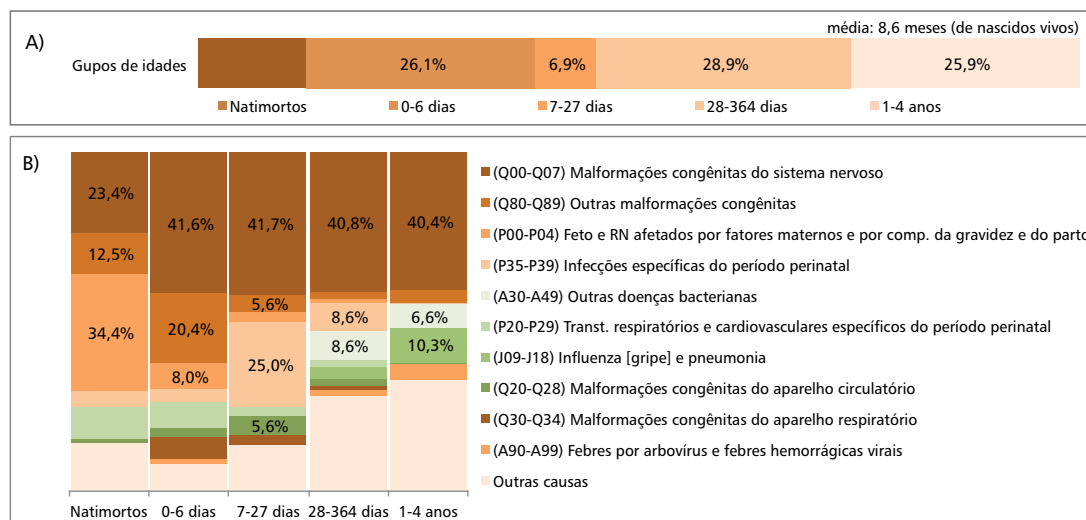 A)
média: 8,6 meses (de nascidos vivos)
Gupos de idades
26,1%
6,9%
28,9%
25,9%
Natimortos
0-6 dias
7-27 dias
28-364 dias
1-4 anos
B)
23,4%
12,5%
34,4%
41,6%
20,4%
8,0%
41,7%
5,6%
25,0%
5,6%
40,8%
8,6%
8,6%
40,4%
6,6%
10,3%
(Q00-Q07) Malformações congênitas do sistema nervoso
(Q80-Q89) Outras malformações congênitas
(P00-P04) Feto e RN afetados por fatores maternos e por comp. da gravidez e do parto
(P35-P39) Infecções específicas do período perinatal
(A30-A49) Outras doenças bacterianas
(P20-P29) Transt. respiratórios e cardiovasculares específicos do período perinatal
(J09-J18) Influenza [gripe] e pneumonia
(Q20-Q28) Malformações congênitas do aparelho circulatório
(Q30-Q34) Malformações congênitas do aparelho respiratório
(A90-A99) Febres por arbovírus e febres hemorrágicas virais
Outras causas
Natimortos
0-6 dias
7-27 dias
28-364 dias
1-4 anos